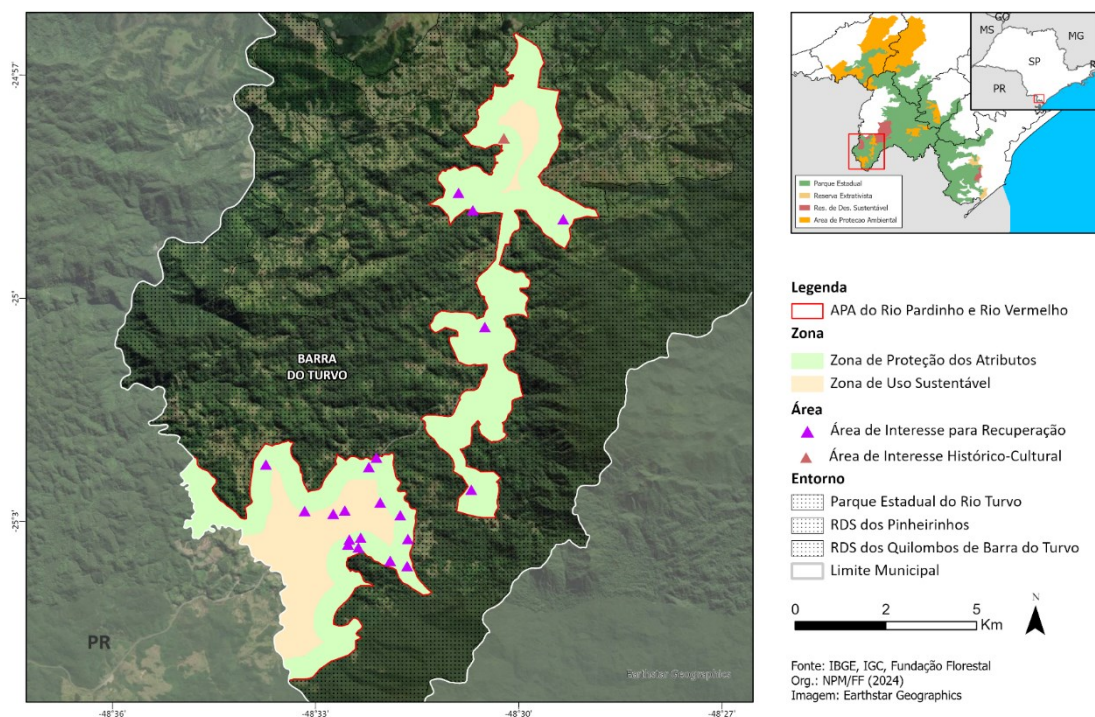 -24°57'
-25°
-25°3'
BARRA
DO TURVO
PR
Earthstar Geographics
-48°36'
-48°33'
-48°30'
-48°27'
GO
MS
MG
SP
PR
Parque Estadual
Reserva Extrativista
Res. de Des. Sustentável
Área de Protecao Ambiental
Legenda
APA do Rio Pardinho e Rio Vermelho
Zona
Zona de Proteção dos Atributos
Zona de Uso Sustentável
Área
Área de Interesse para Recuperação
Área de Interesse Histórico-Cultural
Entorno
Parque Estadual do Rio Turvo
RDS dos Pinheirinhos
RDS dos Quilombos de Barra do Turvo
Limite Municipal
0 2 5
Km
N
Fonte: IBGE, IGC, Fundação Florestal
Org.: NPM/FF (2024)
Imagem: Earthstar Geographics